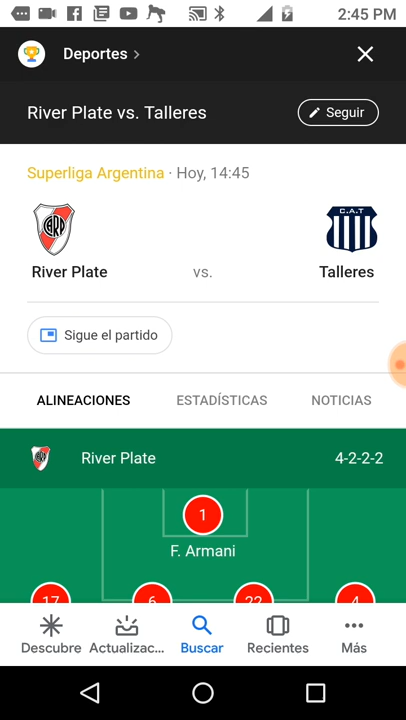 2:45 PM
Deportes
River Plate vs. Talleres
Seguir
Superliga Argentina · Hoy, 14:45
C.A.T
River Plate
vs.
Talleres
Sigue el partido
ALINEACIONES
ESTADÍSTICAS
NOTICIAS
River Plate
4-2-2-2
1
F. Armani
17
6
22
4
Descubre
Actualizac...
Buscar
Recientes
Más